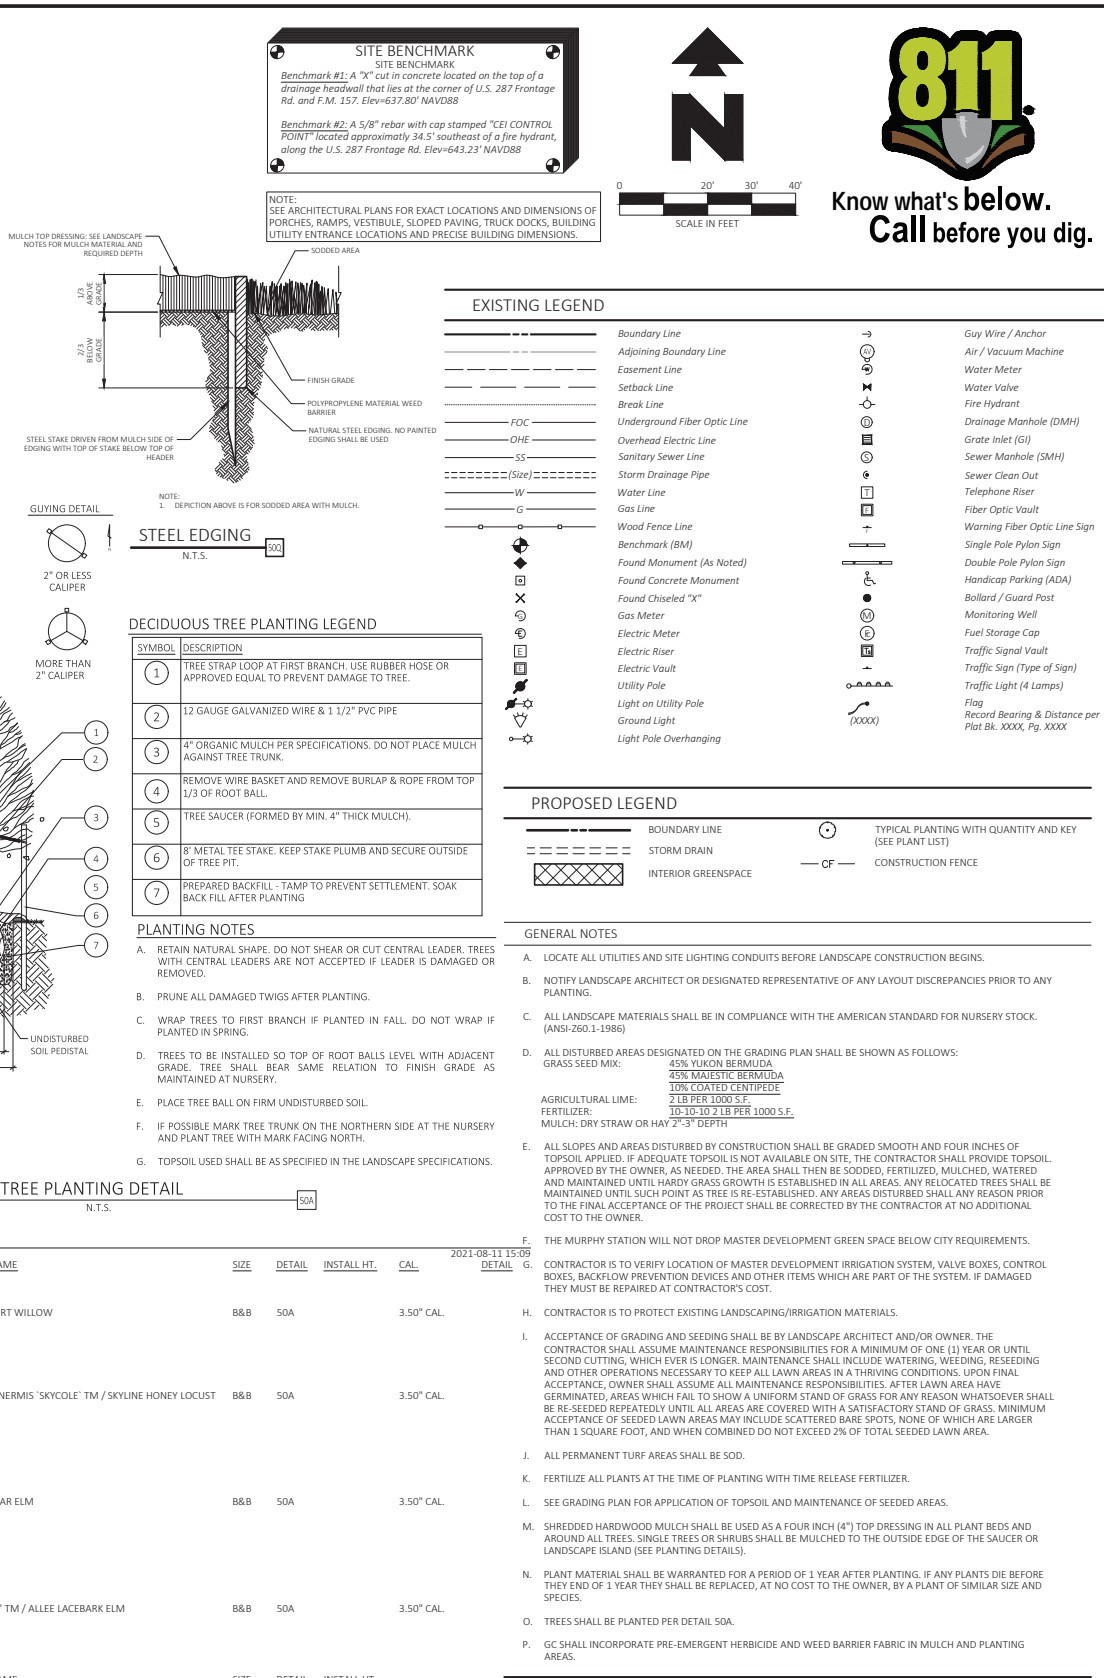 SITE BENCHMARK
SITE BENCHMARK
Benchmark #1: A "X" cut in concrete located on the top of a
drainage headwall that lies at the corner of U.S. 287 Frontage
Rd. and F.M. 157. Elev=637.80' NAVD88
Benchmark #2: A 5/8" rebar with cap stamped "CEI CONTROL
POINT" located approximatly 34.5' southeast of a fire hydrant,
along the U.S. 287 Frontage Rd. Elev=643.23' NAVD88
N
0 20' 30' 40'
SCALE IN FEET
811
Know what's below.
Call before you dig.
NOTE:
SEE ARCHITECTURAL PLANS FOR EXACT LOCATIONS AND DIMENSIONS OF
PORCHES, RAMPS, VESTIBULE, SLOPED PAVING, TRUCK DOCKS, BUILDING
UTILITY ENTRANCE LOCATIONS AND PRECISE BUILDING DIMENSIONS.
MULCH TOP DRESSING: SEE LANDSCAPE
NOTES FOR MULCH MATERIAL AND
REQUIRED DEPTH
SODDED AREA
1/3
ABOVE
GRADE
2/3
BELOW
GRADE
FINISH GRADE
POLYPROPYLENE MATERIAL WEED
BARRIER
NATURAL STEEL EDGING. NO PAINTED
EDGING SHALL BE USED
STEEL STAKE DRIVEN FROM MULCH SIDE OF
EDGING WITH TOP OF STAKE BELOW TOP OF
HEADER
NOTE:
1. DEPICTION ABOVE IS FOR SODDED AREA WITH MULCH.
STEEL EDGING
N.T.S.
50Q
GUYING DETAIL
N
2" OR LESS
CALIPER
MORE THAN
2" CALIPER
EXISTING LEGEND
Boundary Line
Adjoining Boundary Line
Easement Line
Setback Line
Break Line
FOC Underground Fiber Optic Line
OHE Overhead Electric Line
SS Sanitary Sewer Line
(Size) Storm Drainage Pipe
W Water Line
G Gas Line
Wood Fence Line
Benchmark (BM)
Found Monument (As Noted)
Found Concrete Monument
Found Chiseled "X"
G Gas Meter
E Electric Meter
E Electric Riser
E Electric Vault
Utility Pole
Light on Utility Pole
Ground Light
Light Pole Overhanging
Guy Wire / Anchor
AV Air / Vacuum Machine
W Water Meter
Water Valve
Fire Hydrant
D Drainage Manhole (DMH)
Grate Inlet (GI)
S Sewer Manhole (SMH)
Sewer Clean Out
T Telephone Riser
F Fiber Optic Vault
Warning Fiber Optic Line Sign
Single Pole Pylon Sign
Double Pole Pylon Sign
Handicap Parking (ADA)
Bollard / Guard Post
M Monitoring Well
Fuel Storage Cap
Ts Traffic Signal Vault
Traffic Sign (Type of Sign)
Traffic Light (4 Lamps)
Flag
(XXXX) Record Bearing & Distance per
Plat Bk. XXXX, Pg. XXXX
DECIDUOUS TREE PLANTING LEGEND
SYMBOL DESCRIPTION
1 TREE STRAP LOOP AT FIRST BRANCH. USE RUBBER HOSE OR
APPROVED EQUAL TO PREVENT DAMAGE TO TREE.
2 12 GAUGE GALVANIZED WIRE & 1 1/2" PVC PIPE
3 4" ORGANIC MULCH PER SPECIFICATIONS. DO NOT PLACE MULCH
AGAINST TREE TRUNK.
4 REMOVE WIRE BASKET AND REMOVE BURLAP & ROPE FROM TOP
1/3 OF ROOT BALL.
5 TREE SAUCER (FORMED BY MIN. 4" THICK MULCH).
6 8' METAL TEE STAKE. KEEP STAKE PLUMB AND SECURE OUTSIDE
OF TREE PIT.
7 PREPARED BACKFILL - TAMP TO PREVENT SETTLEMENT. SOAK
BACK FILL AFTER PLANTING
1
2
3
4
5
6
7
UNDISTURBED
SOIL PEDISTAL
PLANTING NOTES
A. RETAIN NATURAL SHAPE. DO NOT SHEAR OR CUT CENTRAL LEADER. TREES
WITH CENTRAL LEADERS ARE NOT ACCEPTED IF LEADER IS DAMAGED OR
REMOVED.
B. PRUNE ALL DAMAGED TWIGS AFTER PLANTING.
C. WRAP TREES TO FIRST BRANCH IF PLANTED IN FALL. DO NOT WRAP IF
PLANTED IN SPRING.
D. TREES TO BE INSTALLED SO TOP OF ROOT BALLS LEVEL WITH ADJACENT
GRADE. TREE SHALL BEAR SAME RELATION TO FINISH GRADE AS
MAINTAINED AT NURSERY.
E. PLACE TREE BALL ON FIRM UNDISTURBED SOIL.
F. IF POSSIBLE MARK TREE TRUNK ON THE NORTHERN SIDE AT THE NURSERY
AND PLANT TREE WITH MARK FACING NORTH.
G. TOPSOIL USED SHALL BE AS SPECIFIED IN THE LANDSCAPE SPECIFICATIONS.
TREE PLANTING DETAIL
N.T.S.
50A
PROPOSED LEGEND
BOUNDARY LINE
STORM DRAIN
INTERIOR GREENSPACE
TYPICAL PLANTING WITH QUANTITY AND KEY
(SEE PLANT LIST)
CF CONSTRUCTION FENCE
GENERAL NOTES
A. LOCATE ALL UTILITIES AND SITE LIGHTING CONDUITS BEFORE LANDSCAPE CONSTRUCTION BEGINS.
B. NOTIFY LANDSCAPE ARCHITECT OR DESIGNATED REPRESENTATIVE OF ANY LAYOUT DISCREPANCIES PRIOR TO ANY
PLANTING.
C. ALL LANDSCAPE MATERIALS SHALL BE IN COMPLIANCE WITH THE AMERICAN STANDARD FOR NURSERY STOCK.
(ANSI-Z60.1-1986)
D. ALL DISTURBED AREAS DESIGNATED ON THE GRADING PLAN SHALL BE SHOWN AS FOLLOWS:
GRASS SEED MIX: 45% YUKON BERMUDA
45% MAJESTIC BERMUDA
10% COATED CENTIPEDE
AGRICULTURAL LIME: 2 LB PER 1000 S.F.
FERTILIZER: 10-10-10 2 LB PER 1000 S.F.
MULCH: DRY STRAW OR HAY 2"-3" DEPTH
E. ALL SLOPES AND AREAS DISTURBED BY CONSTRUCTION SHALL BE GRADED SMOOTH AND FOUR INCHES OF
TOPSOIL APPLIED. IF ADEQUATE TOPSOIL IS NOT AVAILABLE ON SITE, THE CONTRACTOR SHALL PROVIDE TOPSOIL.
APPROVED BY THE OWNER, AS NEEDED. THE AREA SHALL THEN BE SODDED, FERTILIZED, MULCHED, WATERED
AND MAINTAINED UNTIL HARDY GRASS GROWTH IS ESTABLISHED IN ALL AREAS. ANY RELOCATED TREES SHALL BE
MAINTAINED UNTIL SUCH POINT AS TREE IS RE-ESTABLISHED. ANY AREAS DISTURBED SHALL ANY REASON PRIOR
TO THE FINAL ACCEPTANCE OF THE PROJECT SHALL BE CORRECTED BY THE CONTRACTOR AT NO ADDITIONAL
COST TO THE OWNER.
F. THE MURPHY STATION WILL NOT DROP MASTER DEVELOPMENT GREEN SPACE BELOW CITY REQUIREMENTS.
G. CONTRACTOR IS TO VERIFY LOCATION OF MASTER DEVELOPMENT IRRIGATION SYSTEM, VALVE BOXES, CONTROL
BOXES, BACKFLOW PREVENTION DEVICES AND OTHER ITEMS WHICH ARE PART OF THE SYSTEM. IF DAMAGED
THEY MUST BE REPAIRED AT CONTRACTOR'S COST.
H. CONTRACTOR IS TO PROTECT EXISTING LANDSCAPING/IRRIGATION MATERIALS.
I. ACCEPTANCE OF GRADING AND SEEDING SHALL BE BY LANDSCAPE ARCHITECT AND/OR OWNER. THE
CONTRACTOR SHALL ASSUME MAINTENANCE RESPONSIBILITIES FOR A MINIMUM OF ONE (1) YEAR OR UNTIL
SECOND CUTTING, WHICH EVER IS LONGER. MAINTENANCE SHALL INCLUDE WATERING, WEEDING, RESEEDING
AND OTHER OPERATIONS NECESSARY TO KEEP ALL LAWN AREAS IN A THRIVING CONDITIONS. UPON FINAL
ACCEPTANCE, OWNER SHALL ASSUME ALL MAINTENANCE RESPONSIBILITIES. AFTER LAWN AREA HAVE
GERMINATED, AREAS WHICH FAIL TO SHOW A UNIFORM STAND OF GRASS FOR ANY REASON WHATSOEVER SHALL
BE RE-SEEDED REPEATEDLY UNTIL ALL AREAS ARE COVERED WITH A SATISFACTORY STAND OF GRASS. MINIMUM
ACCEPTANCE OF SEEDED LAWN AREAS MAY INCLUDE SCATTERED BARE SPOTS, NONE OF WHICH ARE LARGER
THAN 1 SQUARE FOOT, AND WHEN COMBINED DO NOT EXCEED 2% OF TOTAL SEEDED LAWN AREA.
J. ALL PERMANENT TURF AREAS SHALL BE SOD.
K. FERTILIZE ALL PLANTS AT THE TIME OF PLANTING WITH TIME RELEASE FERTILIZER.
L. SEE GRADING PLAN FOR APPLICATION OF TOPSOIL AND MAINTENANCE OF SEEDED AREAS.
M. SHREDDED HARDWOOD MULCH SHALL BE USED AS A FOUR INCH (4") TOP DRESSING IN ALL PLANT BEDS AND
AROUND ALL TREES. SINGLE TREES OR SHRUBS SHALL BE MULCHED TO THE OUTSIDE EDGE OF THE SAUCER OR
LANDSCAPE ISLAND (SEE PLANTING DETAILS).
N. PLANT MATERIAL SHALL BE WARRANTED FOR A PERIOD OF 1 YEAR AFTER PLANTING. IF ANY PLANTS DIE BEFORE
THEY END OF 1 YEAR THEY SHALL BE REPLACED, AT NO COST TO THE OWNER, BY A PLANT OF SIMILAR SIZE AND
SPECIES.
O. TREES SHALL BE PLANTED PER DETAIL 50A.
P. GC SHALL INCORPORATE PRE-EMERGENT HERBICIDE AND WEED BARRIER FABRIC IN MULCH AND PLANTING
AREAS.
2021-08-11 15:09
AME SIZE DETAIL INSTALL HT. CAL. DETAIL
RT WILLOW B&B 50A 3.50" CAL.
NERMIS `SKYCOLE` TM / SKYLINE HONEY LOCUST B&B 50A 3.50" CAL.
AR ELM B&B 50A 3.50" CAL.
' TM / ALLEE LACEBARK ELM B&B 50A 3.50" CAL.
AME SIZE DETAIL INSTALL HT.